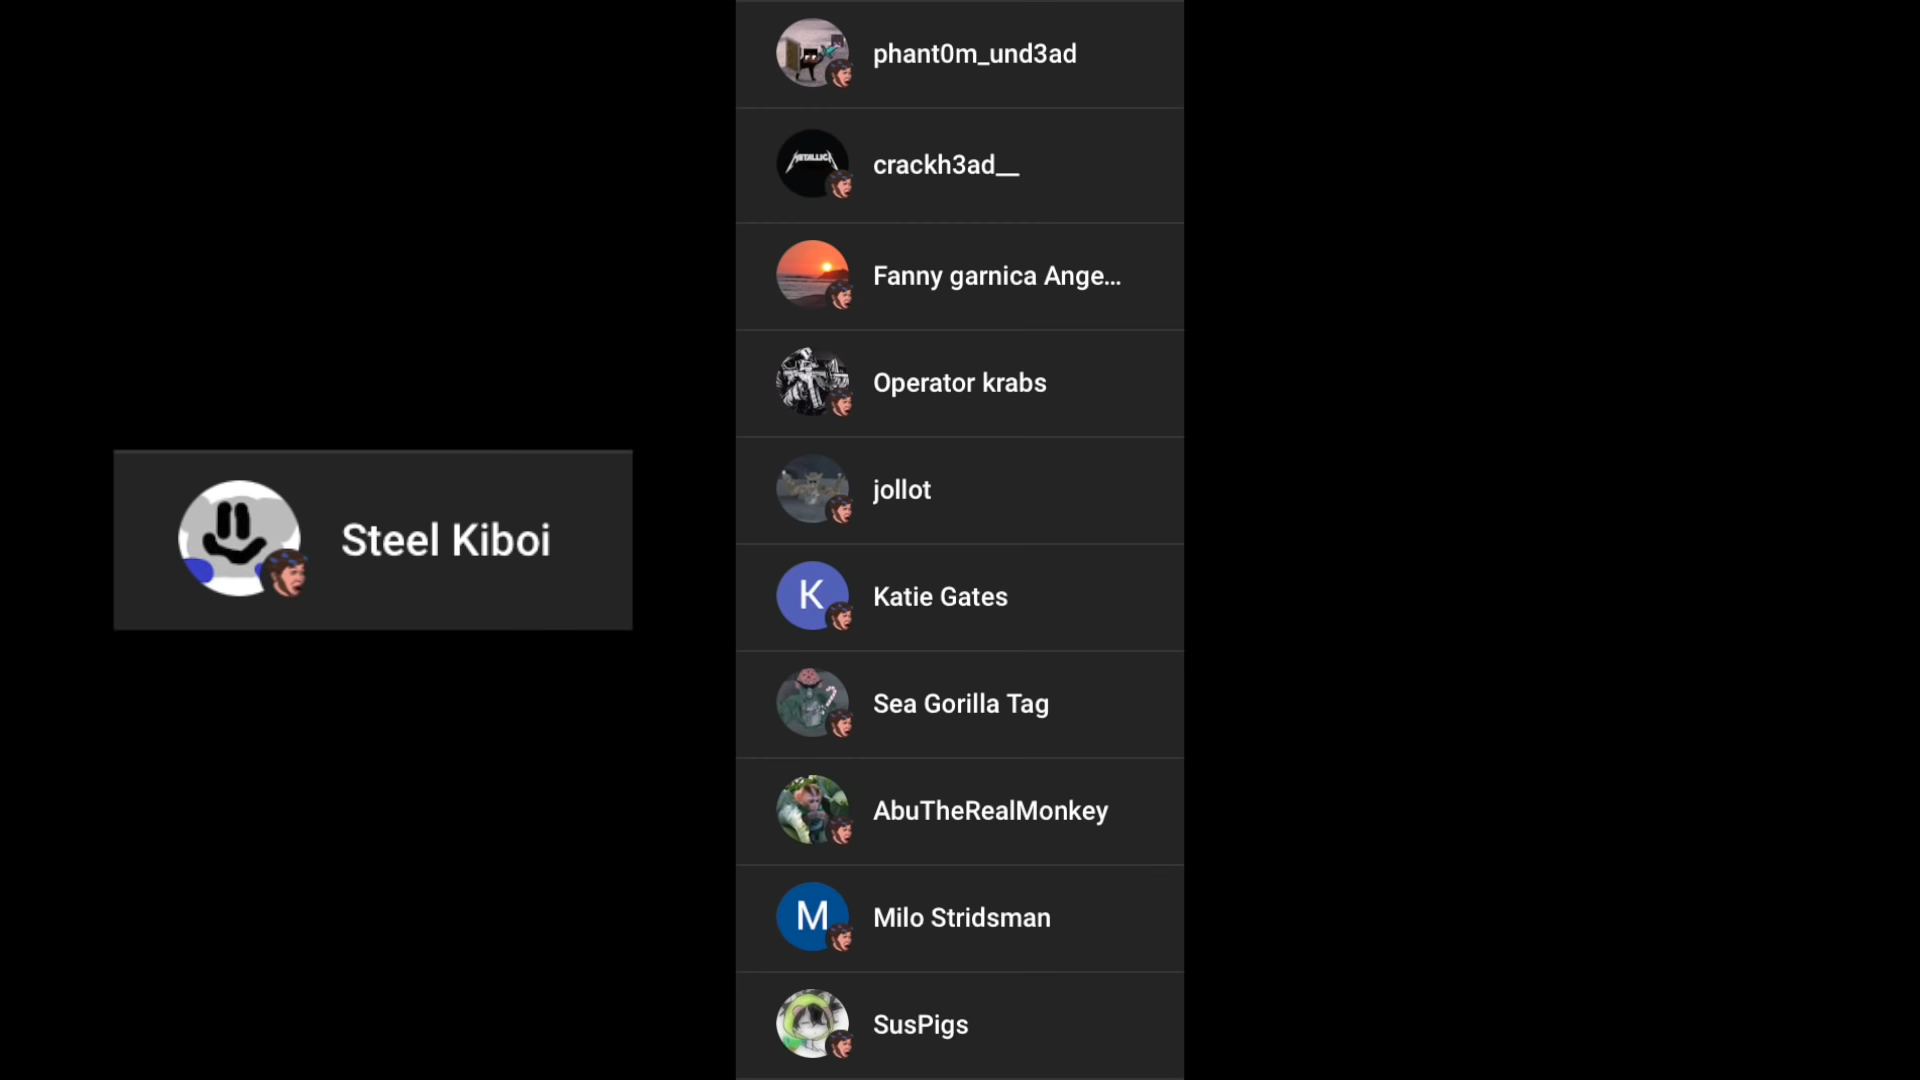 Steel Kiboi
phant0m_und3ad
METALLICA
crackh3ad__
Fanny garnica Ange...
Operator krabs
jollot
K
Katie Gates
Sea Gorilla Tag
AbuTheRealMonkey
M
Milo Stridsman
SusPigs